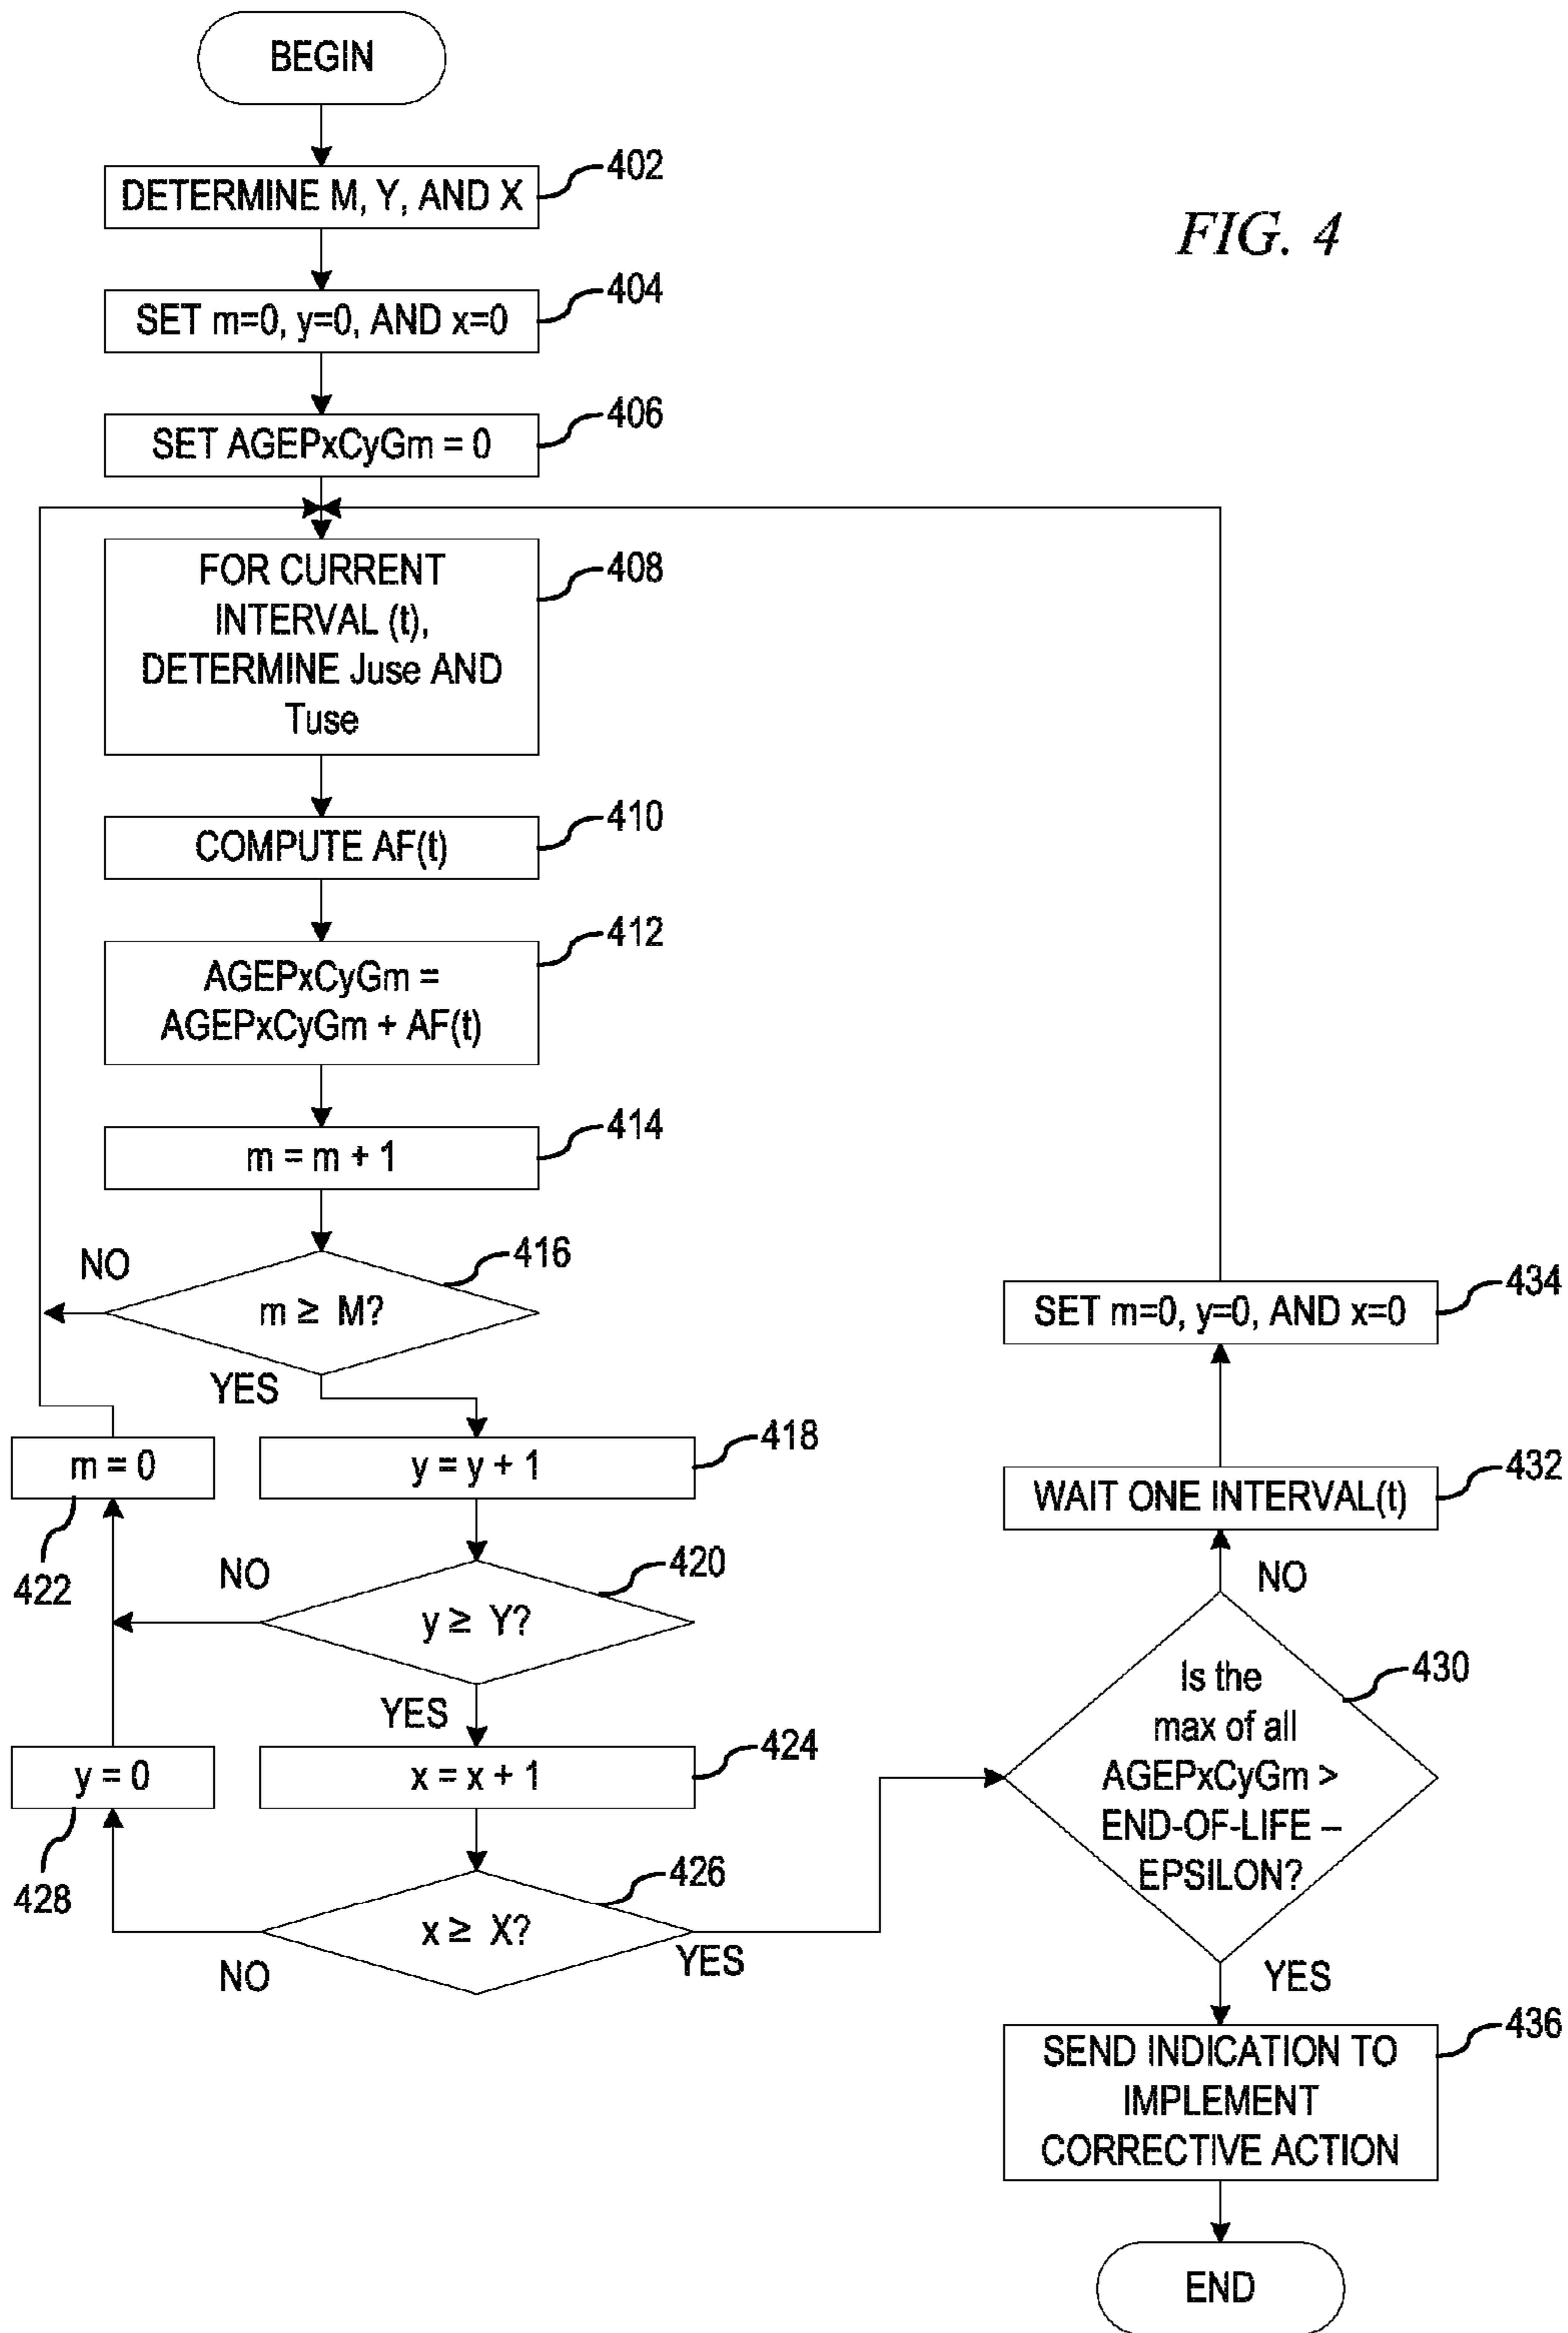 BEGIN
DETERMINE M, Y, AND X
402
FIG. 4
SET m=0, y=0, AND x=0
404
SET AGEPxCyGm = 0
406
FOR CURRENT
INTERVAL (t),
DETERMINE Juse AND
Tuse
408
COMPUTE AF(t)
410
AGEPxCyGm =
AGEPxCyGm + AF(t)
412
m = m + 1
414
m ≥ M?
416
NO
YES
m = 0
422
y = y + 1
418
y ≥ Y?
420
NO
YES
y = 0
428
x = x + 1
424
x ≥ X?
426
NO
YES
SET m=0, y=0, AND x=0
434
WAIT ONE INTERVAL(t)
432
NO
Is the
max of all
AGEPxCyGm >
END-OF-LIFE –
EPSILON?
430
YES
SEND INDICATION TO
IMPLEMENT
CORRECTIVE ACTION
436
END